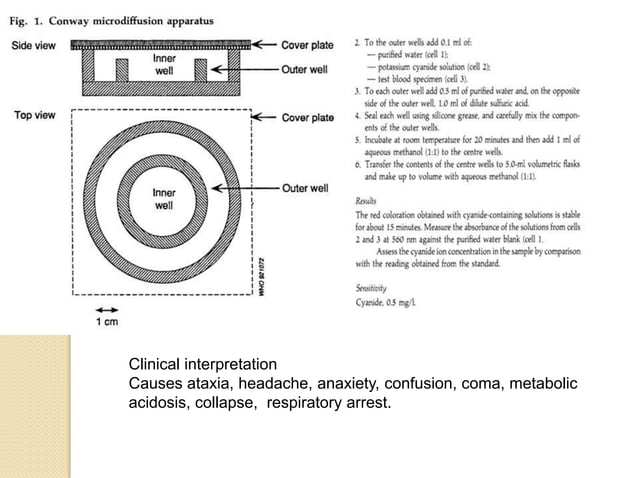 Fig. 1. Conway microdiffusion apparatus
Side view
Cover plate
Inner
well
Outer well
Top view
Cover plate
Inner
well
Outer well
WHO 921072
1 cm
2. To the outer wells add 0.1 ml of:
— purified water (cell 1);
— potassium cyanide solution (cell 2);
— test blood specimen (cell 3).
3. To each outer well add 0.5 ml of purified water and, on the opposite
side of the outer well, 1.0 ml of dilute sulfuric acid.
4. Seal each well using silicone grease, and carefully mix the compon-
ents of the outer wells.
5. Incubate at room temperature for 20 minutes and then add 1 ml of
aqueous methanol (1:1) to the centre wells.
6. Transfer the contents of the centre wells to 5.0-ml volumetric flasks
and make up to volume with aqueous methanol (1:1).
Results
The red coloration obtained with cyanide-containing solutions is stable
for about 15 minutes. Measure the absorbance of the solutions from cells
2 and 3 at 560 nm against the purified water blank (cell 1.
Assess the cyanide ion concentration in the sample by comparison
with the reading obtained from the standard.
Sensitivity
Cyanide, 0.5 mg/l.
Clinical interpretation
Causes ataxia, headache, anaxiety, confusion, coma, metabolic
acidosis, collapse,  respiratory arrest.